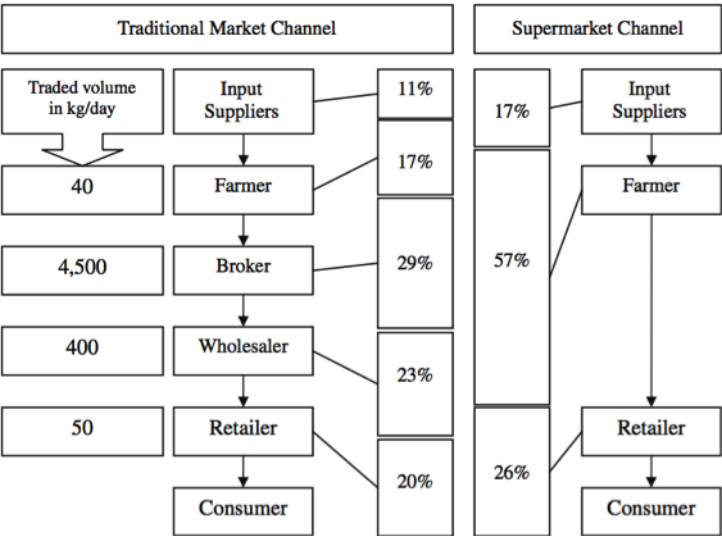 Traditional Market Channel
Supermarket Channel
Traded volume
in kg/day
Input
Suppliers
11%
17%
Input
Suppliers
40
Farmer
17%
Farmer
4,500
Broker
29%
57%
400
Wholesaler
23%
50
Retailer
20%
26%
Retailer
Consumer
Consumer